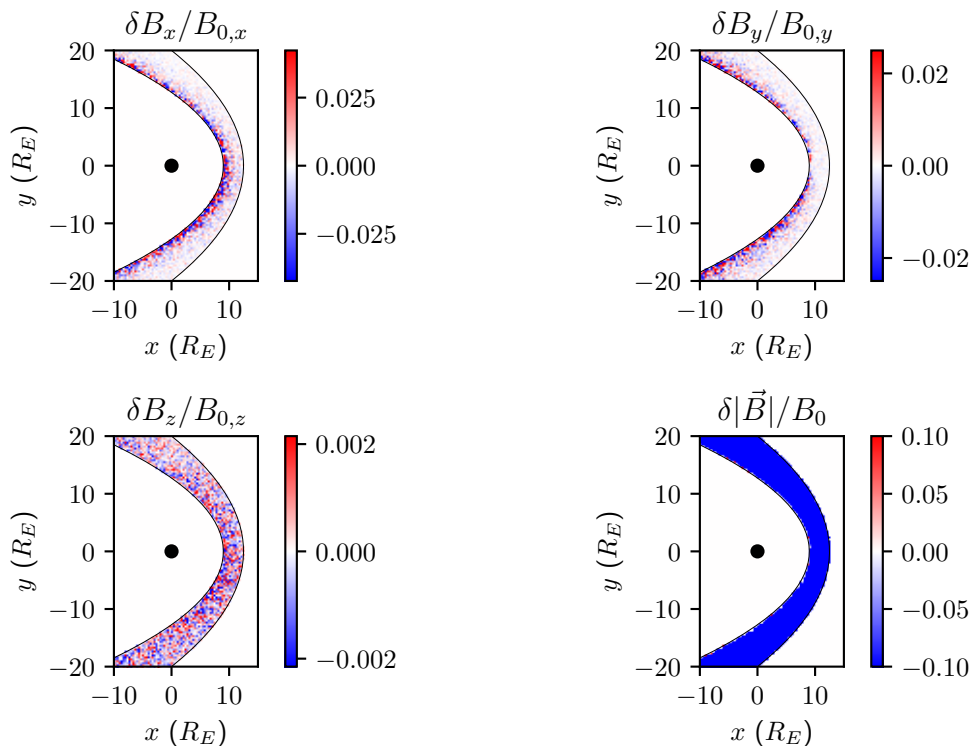 δB_x/B_{0,x}
20
10
0
−10
−20
y (R_E)
−10 0 10
x (R_E)
0.025
0.000
−0.025
δB_y/B_{0,y}
20
10
0
−10
−20
y (R_E)
−10 0 10
x (R_E)
0.02
0.00
−0.02
δB_z/B_{0,z}
20
10
0
−10
−20
y (R_E)
−10 0 10
x (R_E)
0.002
0.000
−0.002
δ|\vec{B}|/B_0
20
10
0
−10
−20
y (R_E)
−10 0 10
x (R_E)
0.10
0.05
0.00
−0.05
−0.10